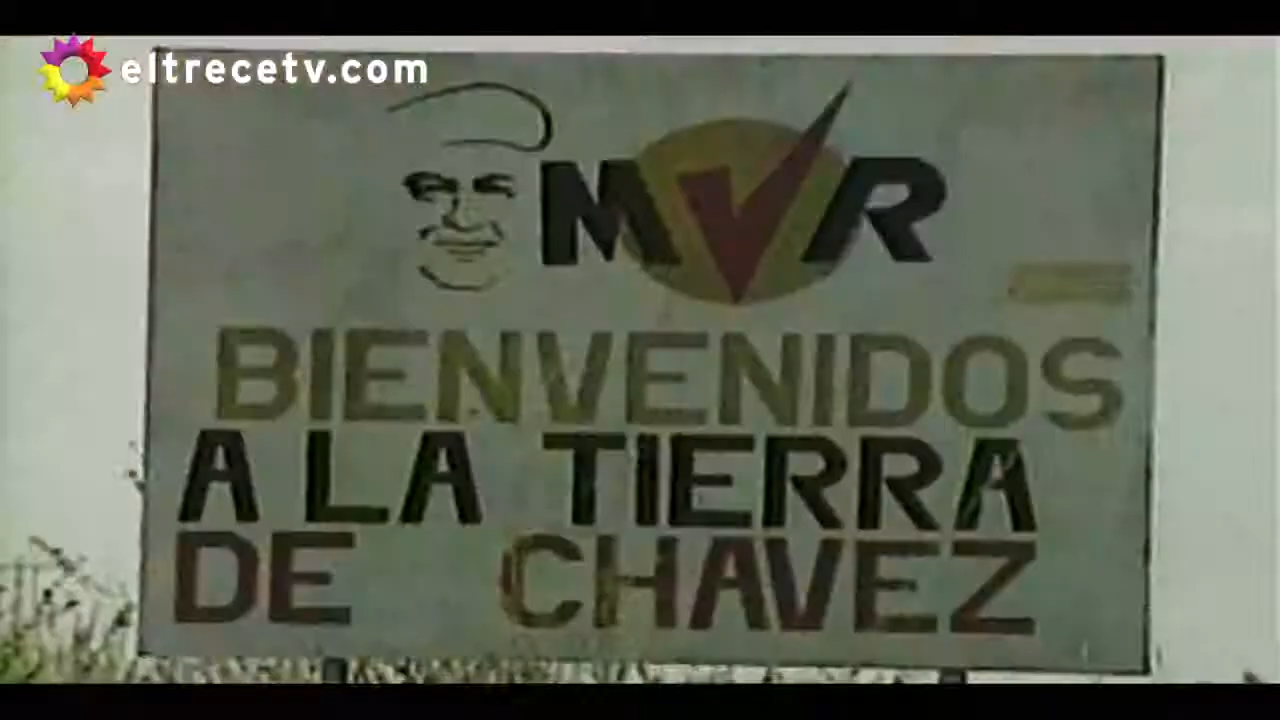 eltrecetv.com
MVR
BIENVENIDOS
A LA TIERRA
DE CHAVEZ